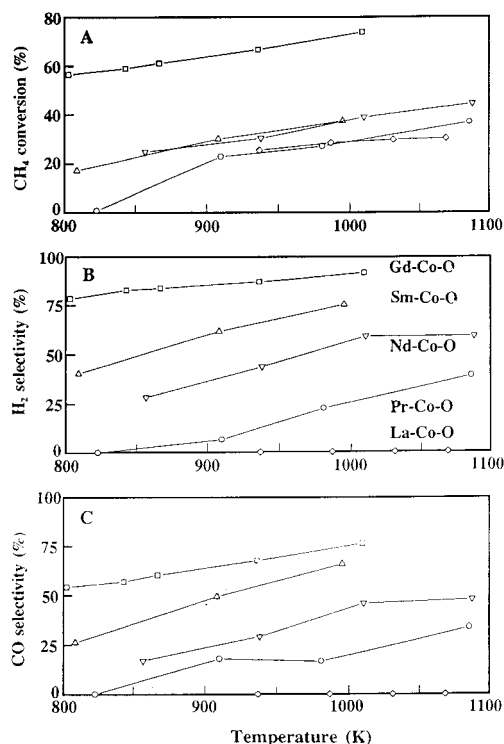 A
CH4 conversion (%)
80
60
40
20
0
800
900
1000
1100
B
H2 selectivity (%)
100
75
50
25
0
Gd-Co-O
Sm-Co-O
Nd-Co-O
Pr-Co-O
La-Co-O
800
900
1000
1100
C
CO selectivity (%)
100
75
50
25
0
800
900
1000
1100
Temperature (K)